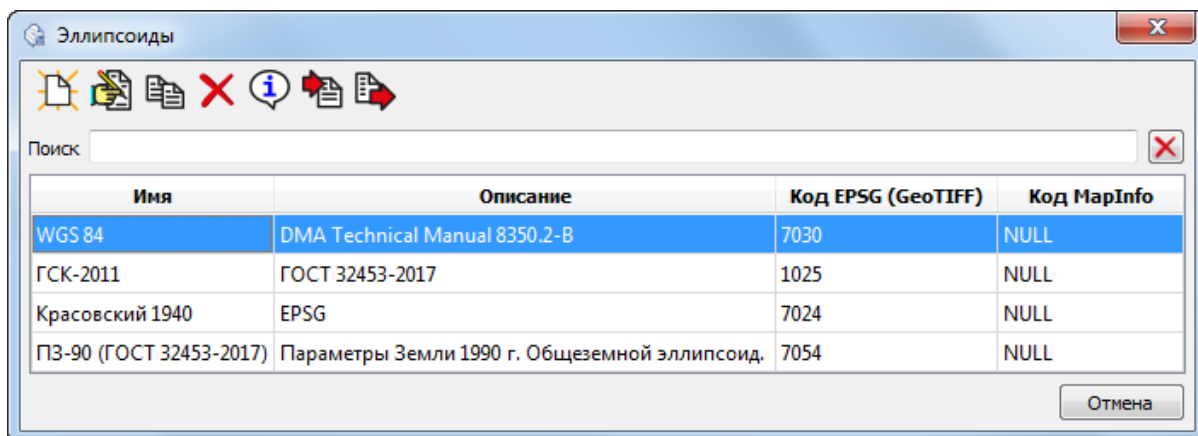 Эллипсоиды
Поиск
Имя Описание Код EPSG (GeoTIFF) Код MapInfo
WGS 84 DMA Technical Manual 8350.2-B 7030 NULL
ГСК-2011 ГОСТ 32453-2017 1025 NULL
Красовский 1940 EPSG 7024 NULL
ПЗ-90 (ГОСТ 32453-2017) Параметры Земли 1990 г. Общеземной эллипсоид. 7054 NULL
Отмена